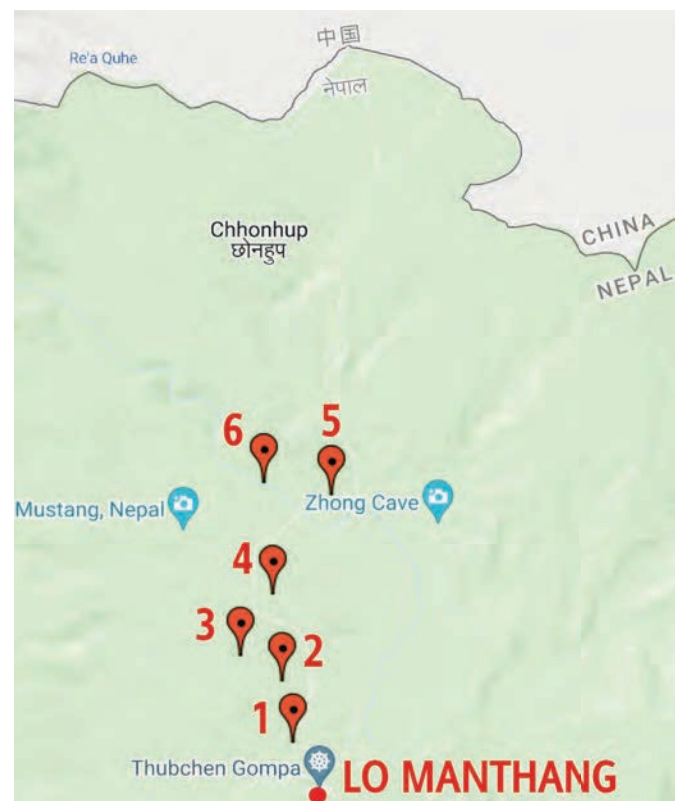 中国
Re'a Quhe
नेपाल
Chhonhup
छोनहुप
CHINA
NEPAL
6
5
Mustang, Nepal
Zhong Cave
4
3
2
1
Thubchen Gompa
LO MANTHANG